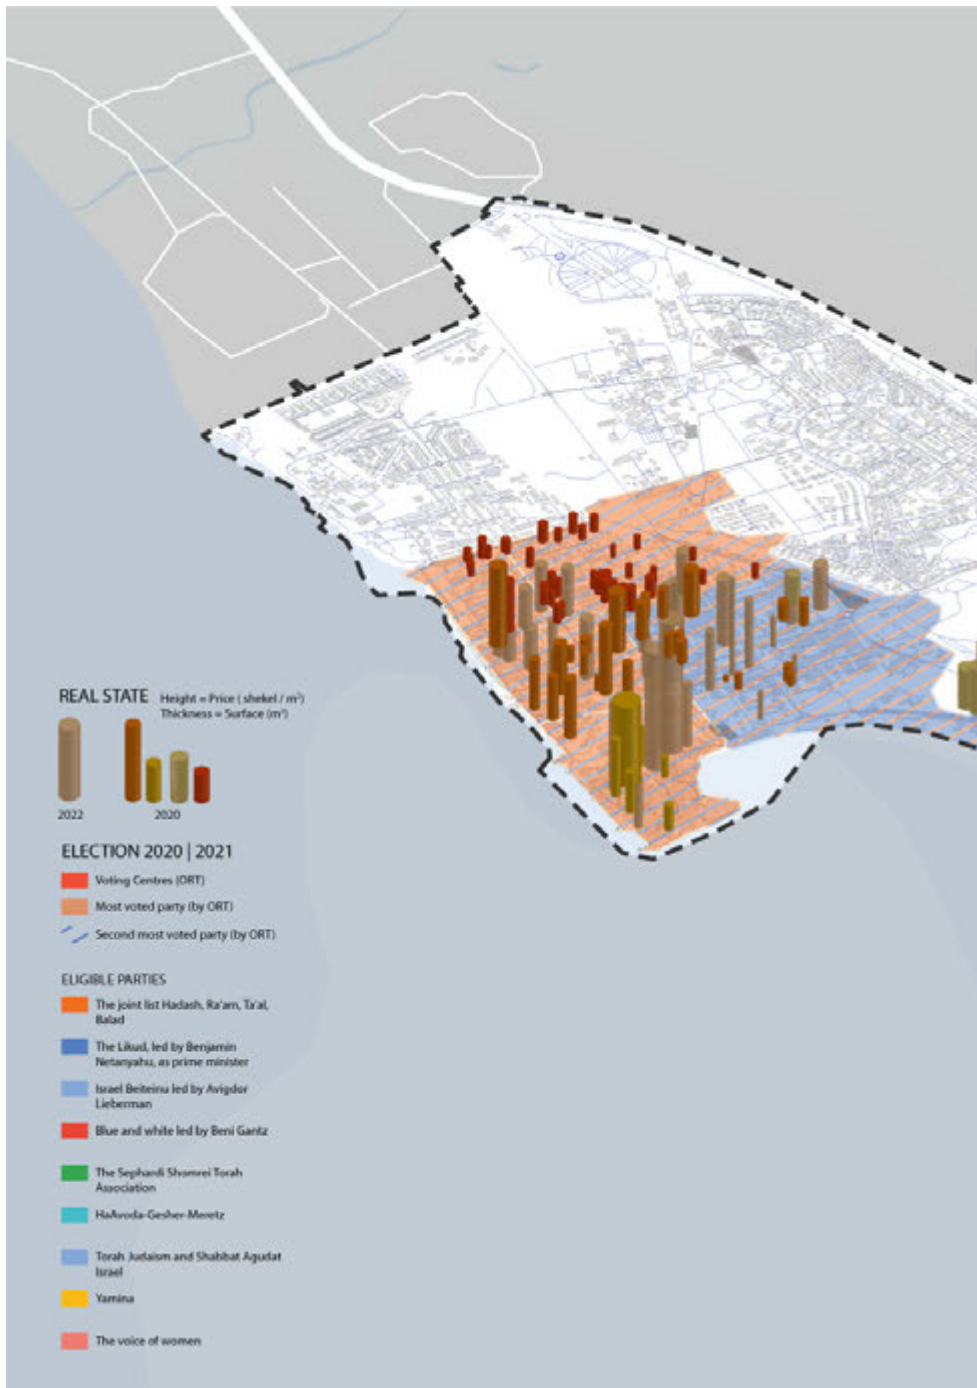 REAL STATE Height = Price ( shekel / m²)
Thickness = Surface (m²)
2022 2020
ELECTION 2020 | 2021
Voting Centres (ORT)
Most voted party (by ORT)
Second most voted party (by ORT)
ELIGIBLE PARTIES
The joint list Hadash, Ra'am, Ta'al,
Balad
The Likud, led by Benjamin
Netanyahu, as prime minister
Israel Beiteinu led by Avigdor
Lieberman
Blue and white led by Beni Gantz
The Sephardi Shomrei Torah
Association
HaAvoda-Gesher-Meretz
Torah Judaism and Shabbat Agudat
Israel
Yamina
The voice of women